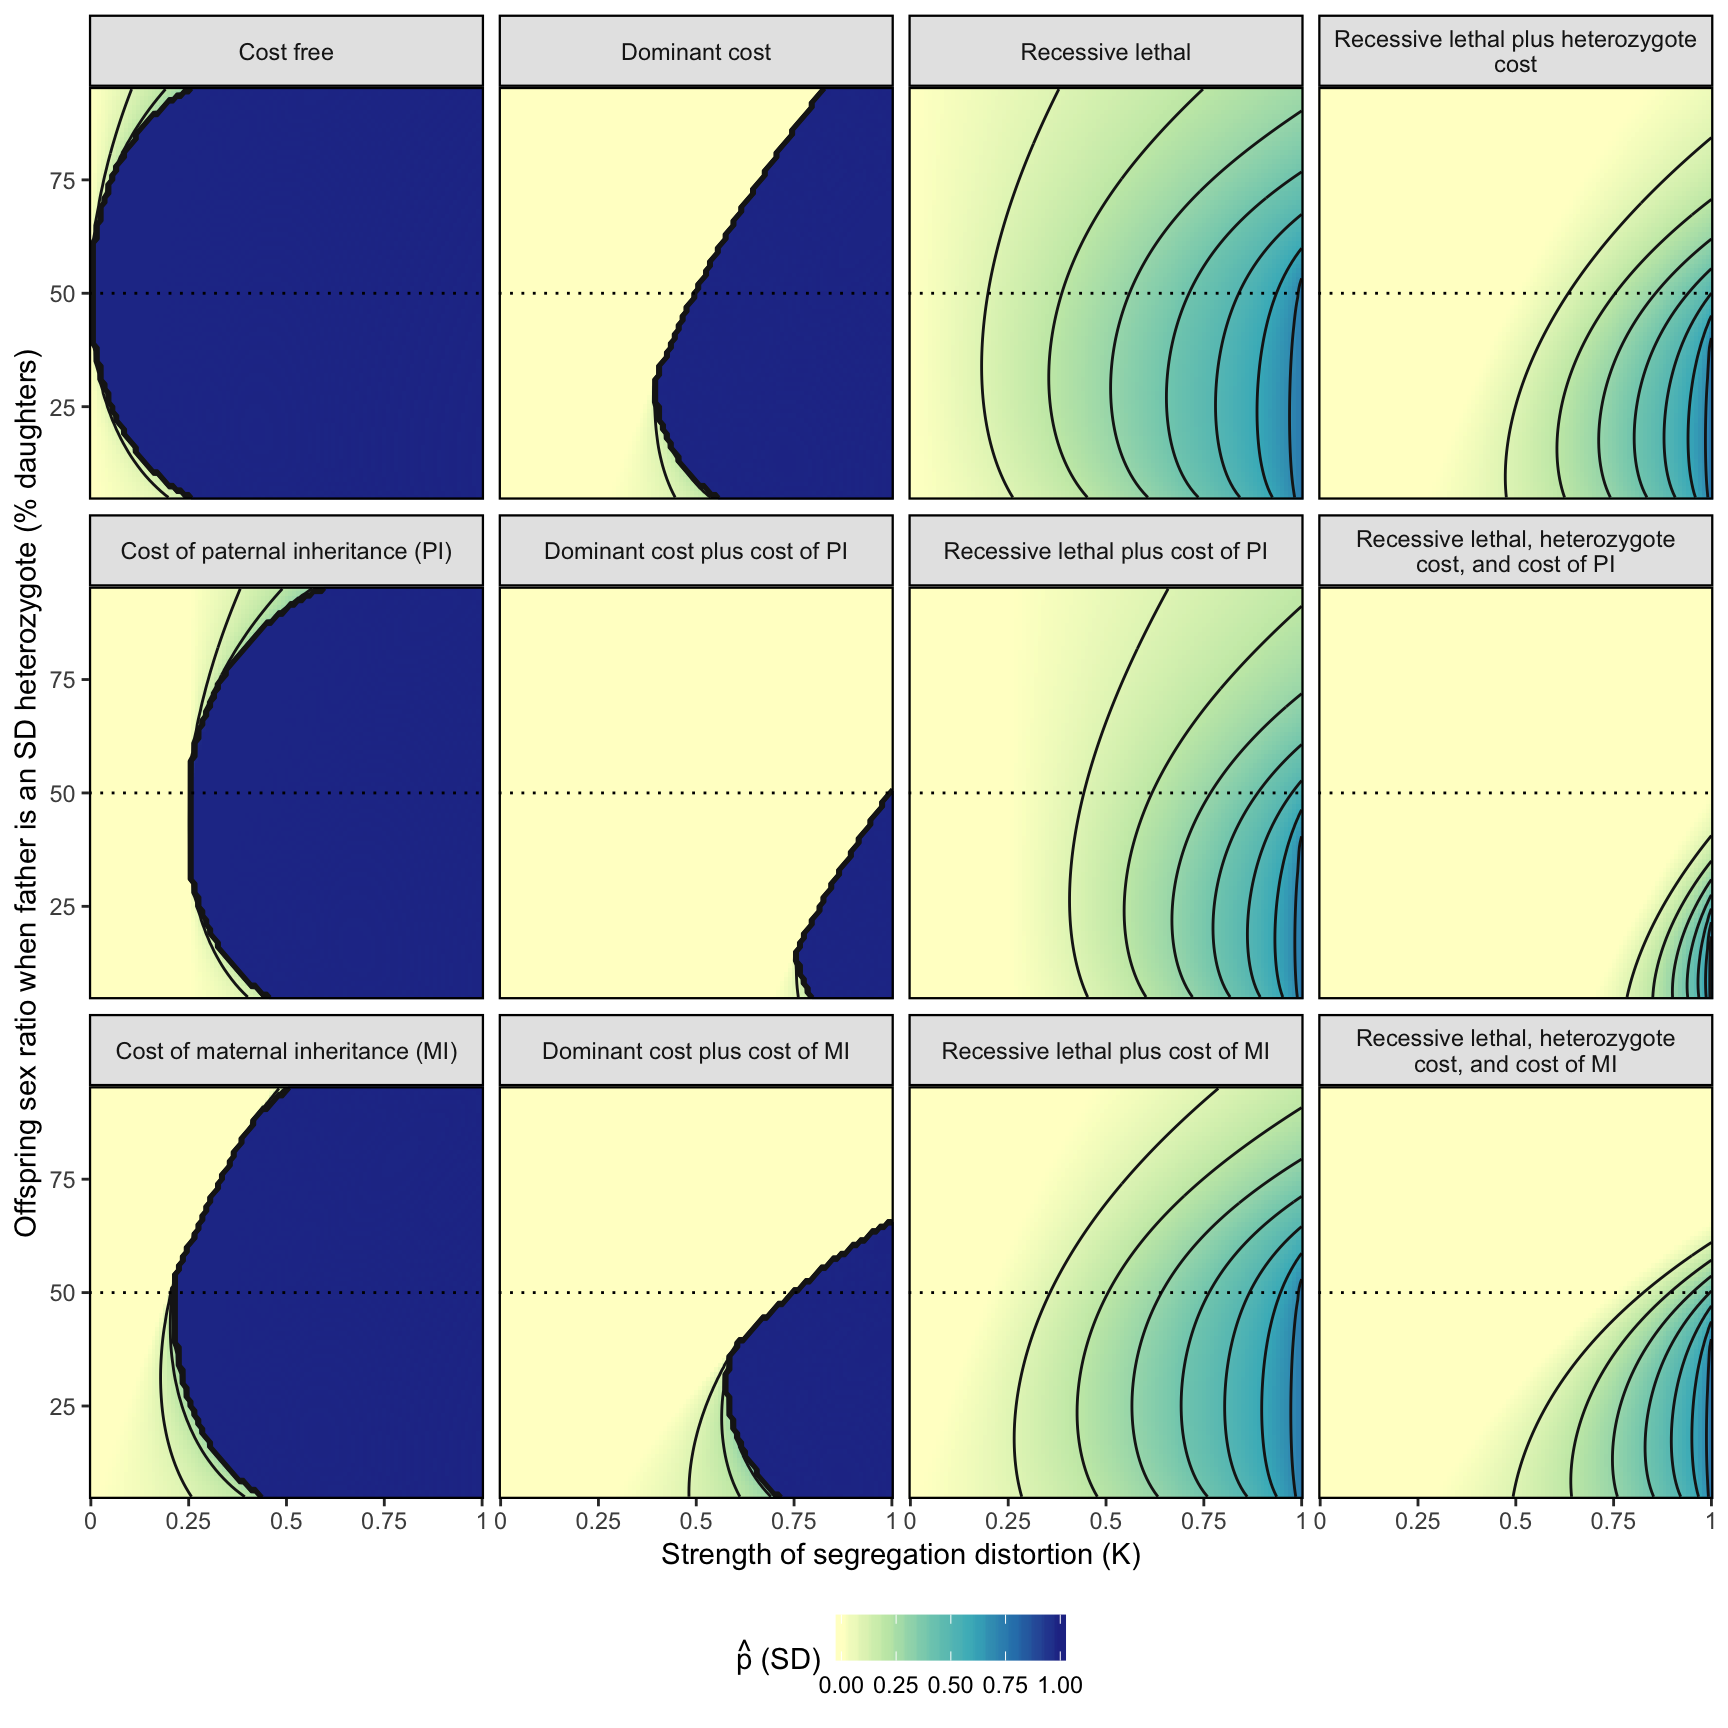 Cost free
Dominant cost
Recessive lethal
Recessive lethal plus heterozygote
cost
75
50
25
Cost of paternal inheritance (PI)
Dominant cost plus cost of PI
Recessive lethal plus cost of PI
Recessive lethal, heterozygote
cost, and cost of PI
75
50
25
Cost of maternal inheritance (MI)
Dominant cost plus cost of MI
Recessive lethal plus cost of MI
Recessive lethal, heterozygote
cost, and cost of MI
75
50
25
Offspring sex ratio when father is an SD heterozygote (% daughters)
0 0.25 0.5 0.75 1
0 0.25 0.5 0.75 1
0 0.25 0.5 0.75 1
0 0.25 0.5 0.75 1
Strength of segregation distortion (K)
p̂ (SD)
0.00 0.25 0.50 0.75 1.00